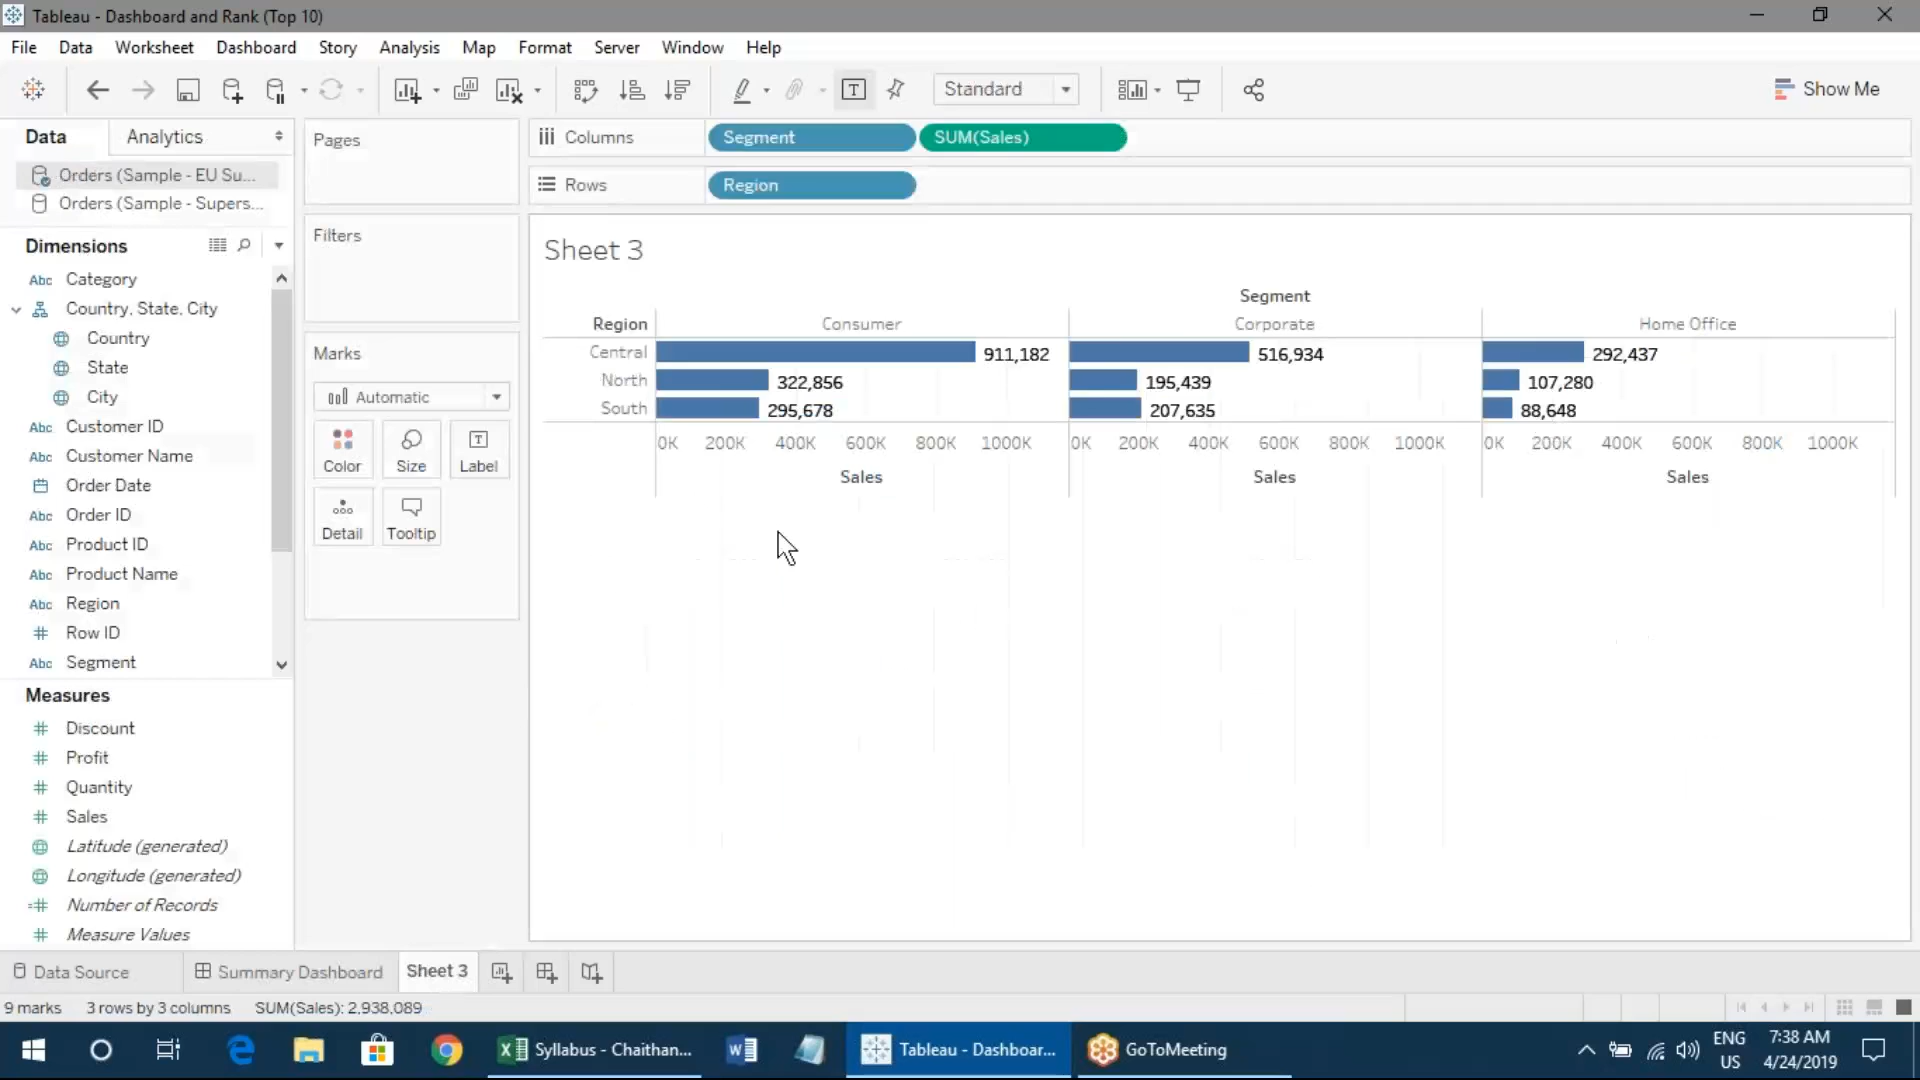 Tableau - Dashboard and Rank (Top 10)
File Data Worksheet Dashboard Story Analysis Map Format Server Window Help
Standard
Show Me
Data Analytics
Pages
Columns Segment SUM(Sales)
Orders (Sample - EU Su...
Orders (Sample - Supers...
Rows Region
Dimensions
Filters
Sheet 3
Abc Category
Country, State, City
Country
State
City
Abc Customer ID
Abc Customer Name
Order Date
Abc Order ID
Abc Product ID
Abc Product Name
Abc Region
# Row ID
Abc Segment
Measures
# Discount
# Profit
# Quantity
# Sales
Latitude (generated)
Longitude (generated)
=# Number of Records
# Measure Values
Marks
Automatic
Color Size Label
Detail Tooltip
Segment
Region Consumer Corporate Home Office
Central 911,182 516,934 292,437
North 322,856 195,439 107,280
South 295,678 207,635 88,648
0K 200K 400K 600K 800K 1000K 0K 200K 400K 600K 800K 1000K 0K 200K 400K 600K 800K 1000K
Sales Sales Sales
Data Source Summary Dashboard Sheet 3
9 marks 3 rows by 3 columns SUM(Sales): 2,938,089
Syllabus - Chaithan...
Tableau - Dashboar...
GoToMeeting
ENG
US
7:38 AM
4/24/2019